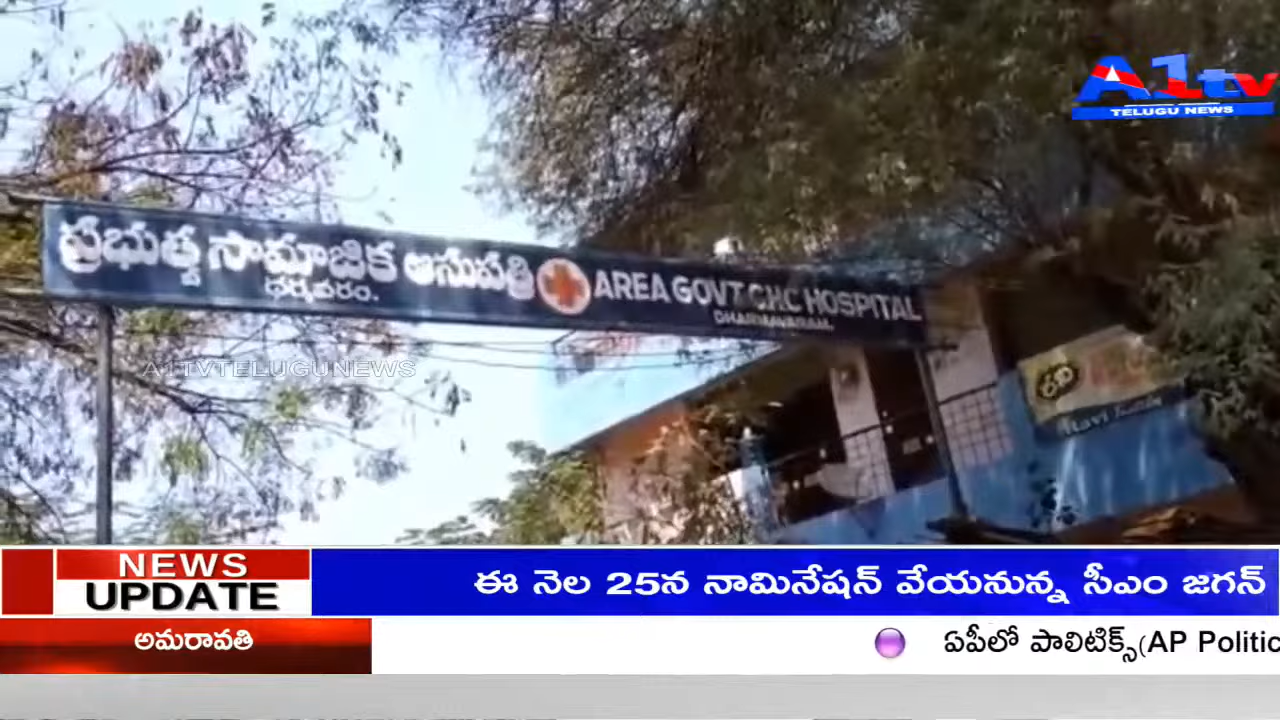 A1tv
TELUGU NEWS
ప్రభుత్వ సామాజిక ఆసుపత్రి AREA GOVT CHC HOSPITAL
ధర్మవరం.
DHARMAVARAM.
A1TVTELUGUNEWS
NEWS
UPDATE
ఈ నెల 25న నామినేషన్ వేయనున్న సీఎం జగన్
అమరావతి
ఏపీలో పాలిటిక్స్(AP Politic